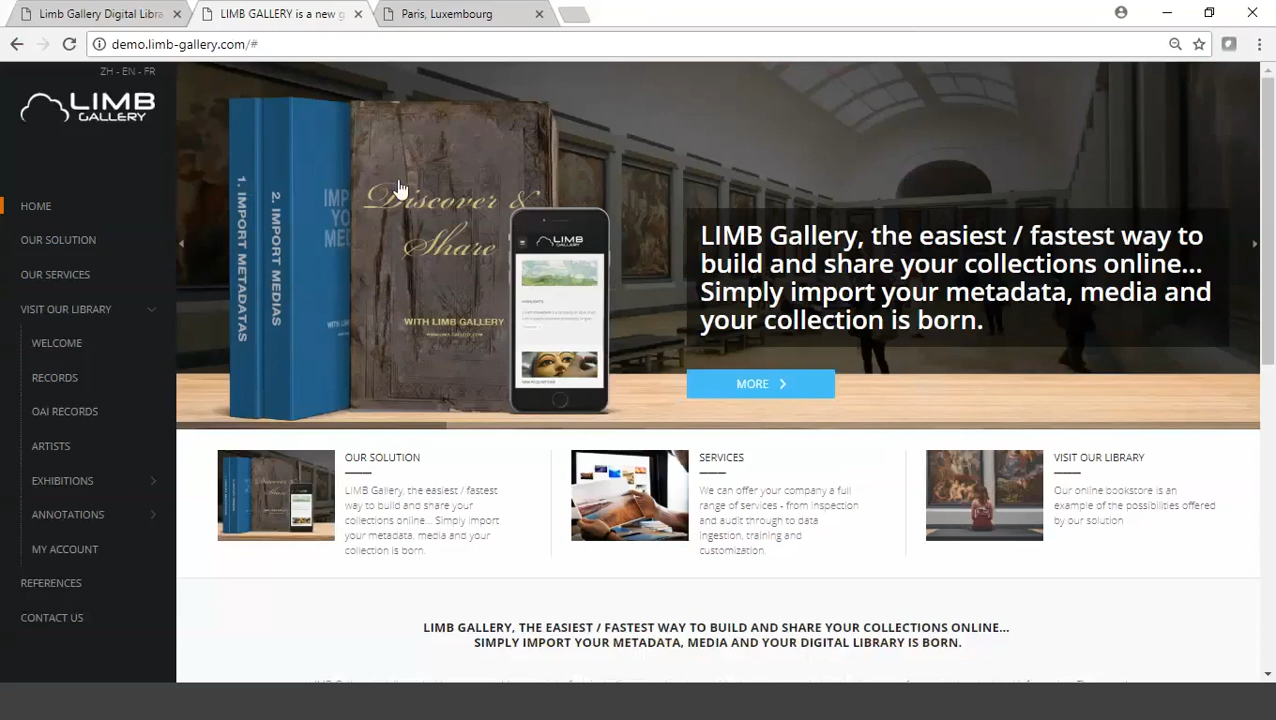 Limb Gallery Digital Libra
LIMB GALLERY is a new g
Paris, Luxembourg
demo.limb-gallery.com/#
ZH - EN - FR
LIMB
GALLERY
HOME
OUR SOLUTION
OUR SERVICES
VISIT OUR LIBRARY
WELCOME
RECORDS
OAI RECORDS
ARTISTS
EXHIBITIONS
ANNOTATIONS
MY ACCOUNT
REFERENCES
CONTACT US
1. IMPORT METADATAS
2. IMPORT MEDIAS
Discover &
Share
WITH LIMB GALLERY
LIMB
LIMB Gallery, the easiest / fastest way to
build and share your collections online...
Simply import your metadata, media and
your collection is born.
MORE
OUR SOLUTION
LIMB Gallery, the easiest / fastest
way to build and share your
collections online... Simply import
your metadata, media and your
collection is born.
SERVICES
We can offer your company a full
range of services - from inspection
and audit through to data
ingestion, training and
customization.
VISIT OUR LIBRARY
Our online bookstore is an
example of the possibilities offered
by our solution
LIMB GALLERY, THE EASIEST / FASTEST WAY TO BUILD AND SHARE YOUR COLLECTIONS ONLINE...
SIMPLY IMPORT YOUR METADATA, MEDIA AND YOUR DIGITAL LIBRARY IS BORN.